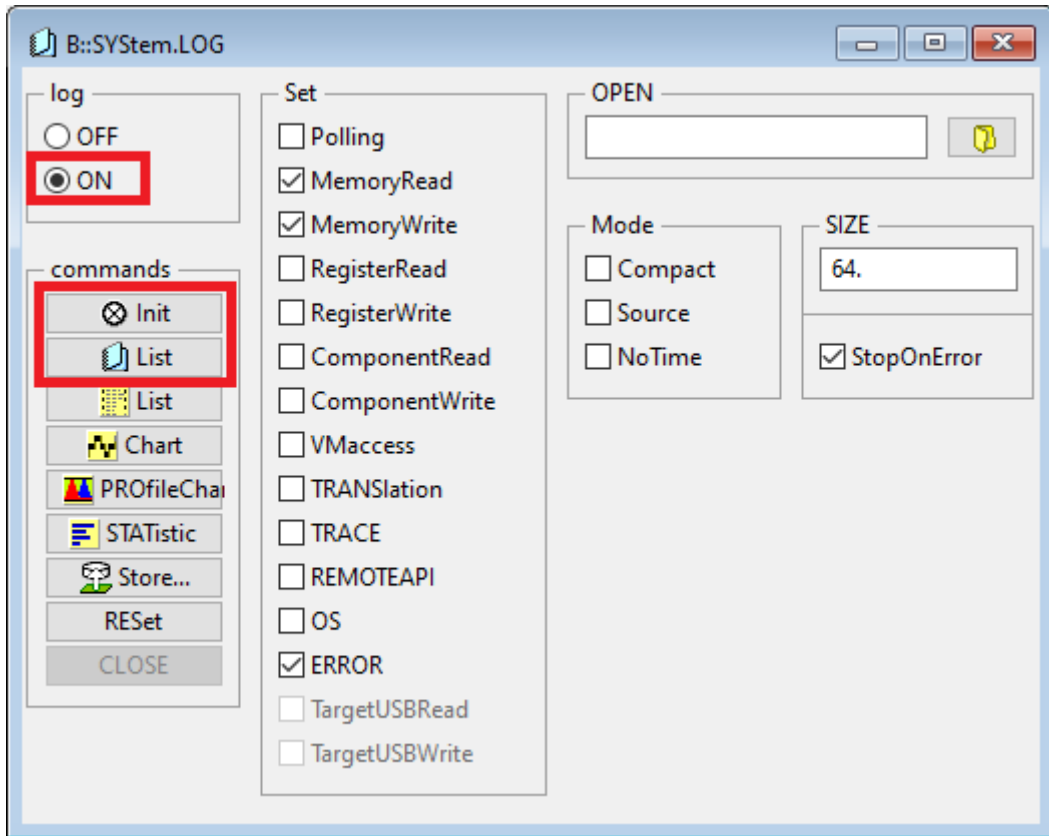 B::SYStem.LOG
log
OFF
ON
commands
Init
List
List
Chart
PROfileChar
STATistic
Store...
RESet
CLOSE
Set
Polling
MemoryRead
MemoryWrite
RegisterRead
RegisterWrite
ComponentRead
ComponentWrite
VMaccess
TRANSlation
TRACE
REMOTEAPI
OS
ERROR
TargetUSBRead
TargetUSBWrite
OPEN
Mode
Compact
Source
NoTime
SIZE
64.
StopOnError